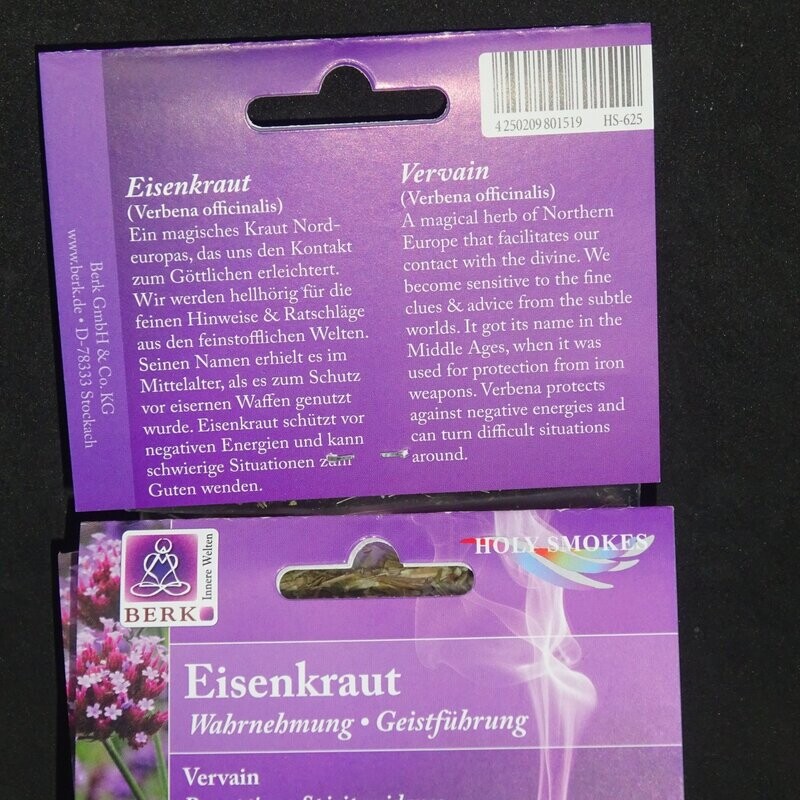 4 250209 801519 HS-625
Eisenkraut
(Verbena officinalis)
Ein magisches Kraut Nord-
europas, das uns den Kontakt
zum Göttlichen erleichtert.
Wir werden hellhörig für die
feinen Hinweise & Ratschläge
aus den feinstofflichen Welten.
Seinen Namen erhielt es im
Mittelalter, als es zum Schutz
vor eisernen Waffen genutzt
wurde. Eisenkraut schützt vor
negativen Energien und kann
schwierige Situationen zum
Guten wenden.
Vervain
(Verbena officinalis)
A magical herb of Northern
Europe that facilitates our
contact with the divine. We
become sensitive to the fine
clues & advice from the subtle
worlds. It got its name in the
Middle Ages, when it was
used for protection from iron
weapons. Verbena protects
against negative energies and
can turn difficult situations
around.
Berk GmbH & Co. KG
www.berk.de • D-78333 Stockach
Innere Welten
BERK
HOLY SMOKES
Eisenkraut
Wahrnehmung • Geistführung
Vervain